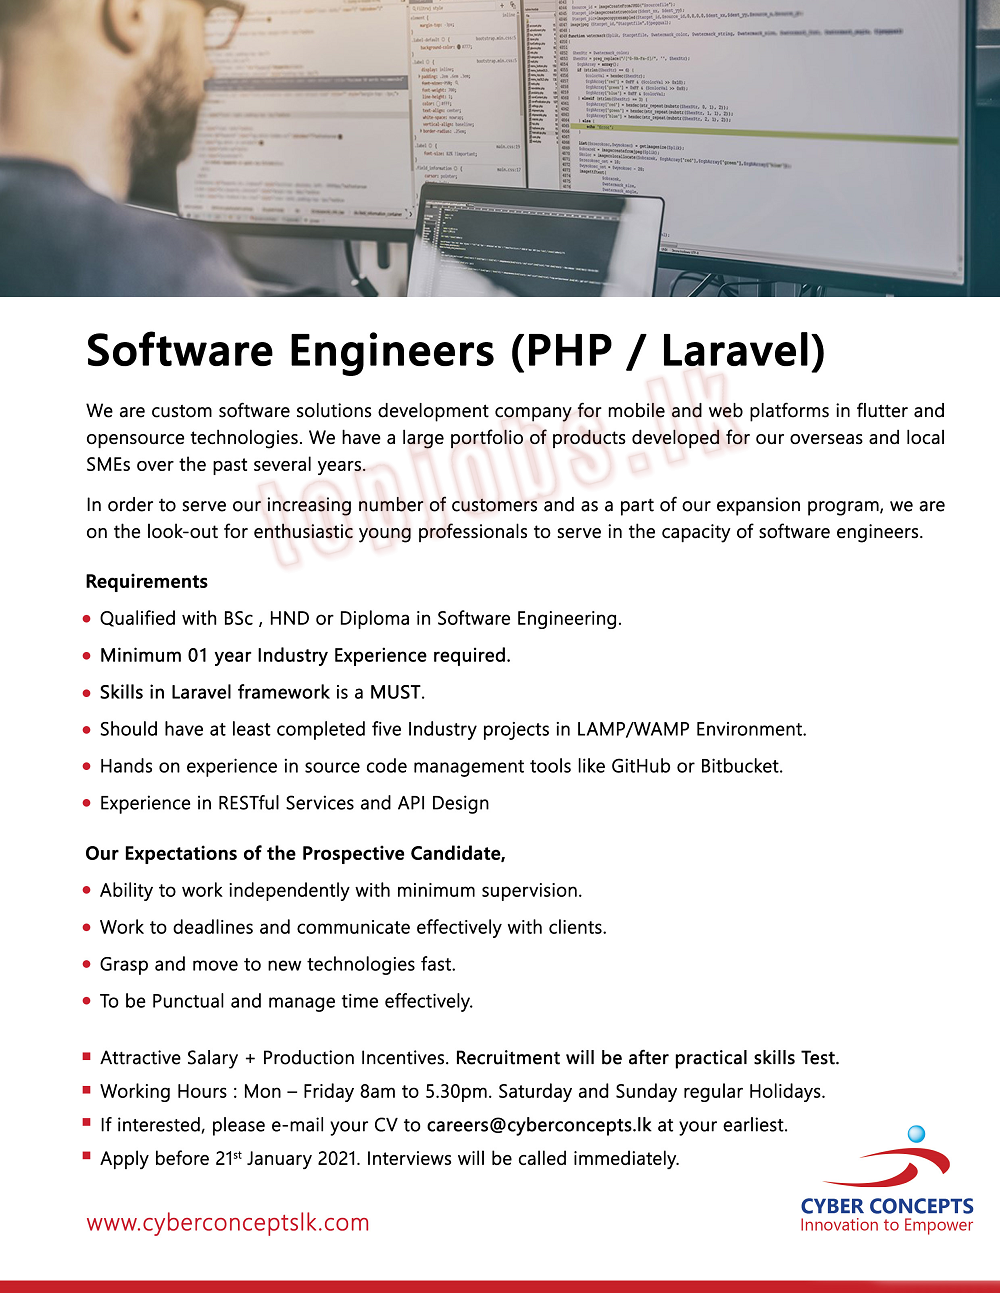 Software Engineers (PHP / Laravel)
We are custom software solutions development company for mobile and web platforms in flutter and
opensource technologies. We have a large portfolio of products developed for our overseas and local
SMEs over the past several years.
In order to serve our increasing number of customers and as a part of our expansion program, we are
on the look-out for enthusiastic young professionals to serve in the capacity of software engineers.
topjobs.lk
Requirements
• Qualified with BSc , HND or Diploma in Software Engineering.
• Minimum 01 year Industry Experience required.
• Skills in Laravel framework is a MUST.
• Should have at least completed five Industry projects in LAMP/WAMP Environment.
• Hands on experience in source code management tools like GitHub or Bitbucket.
• Experience in RESTful Services and API Design
Our Expectations of the Prospective Candidate,
• Ability to work independently with minimum supervision.
• Work to deadlines and communicate effectively with clients.
• Grasp and move to new technologies fast.
• To be Punctual and manage time effectively.
▪ Attractive Salary + Production Incentives. Recruitment will be after practical skills Test.
▪ Working Hours : Mon – Friday 8am to 5.30pm. Saturday and Sunday regular Holidays.
▪ If interested, please e-mail your CV to careers@cyberconcepts.lk at your earliest.
▪ Apply before 21st January 2021. Interviews will be called immediately.
www.cyberconceptslk.com
CYBER CONCEPTS
Innovation to Empower